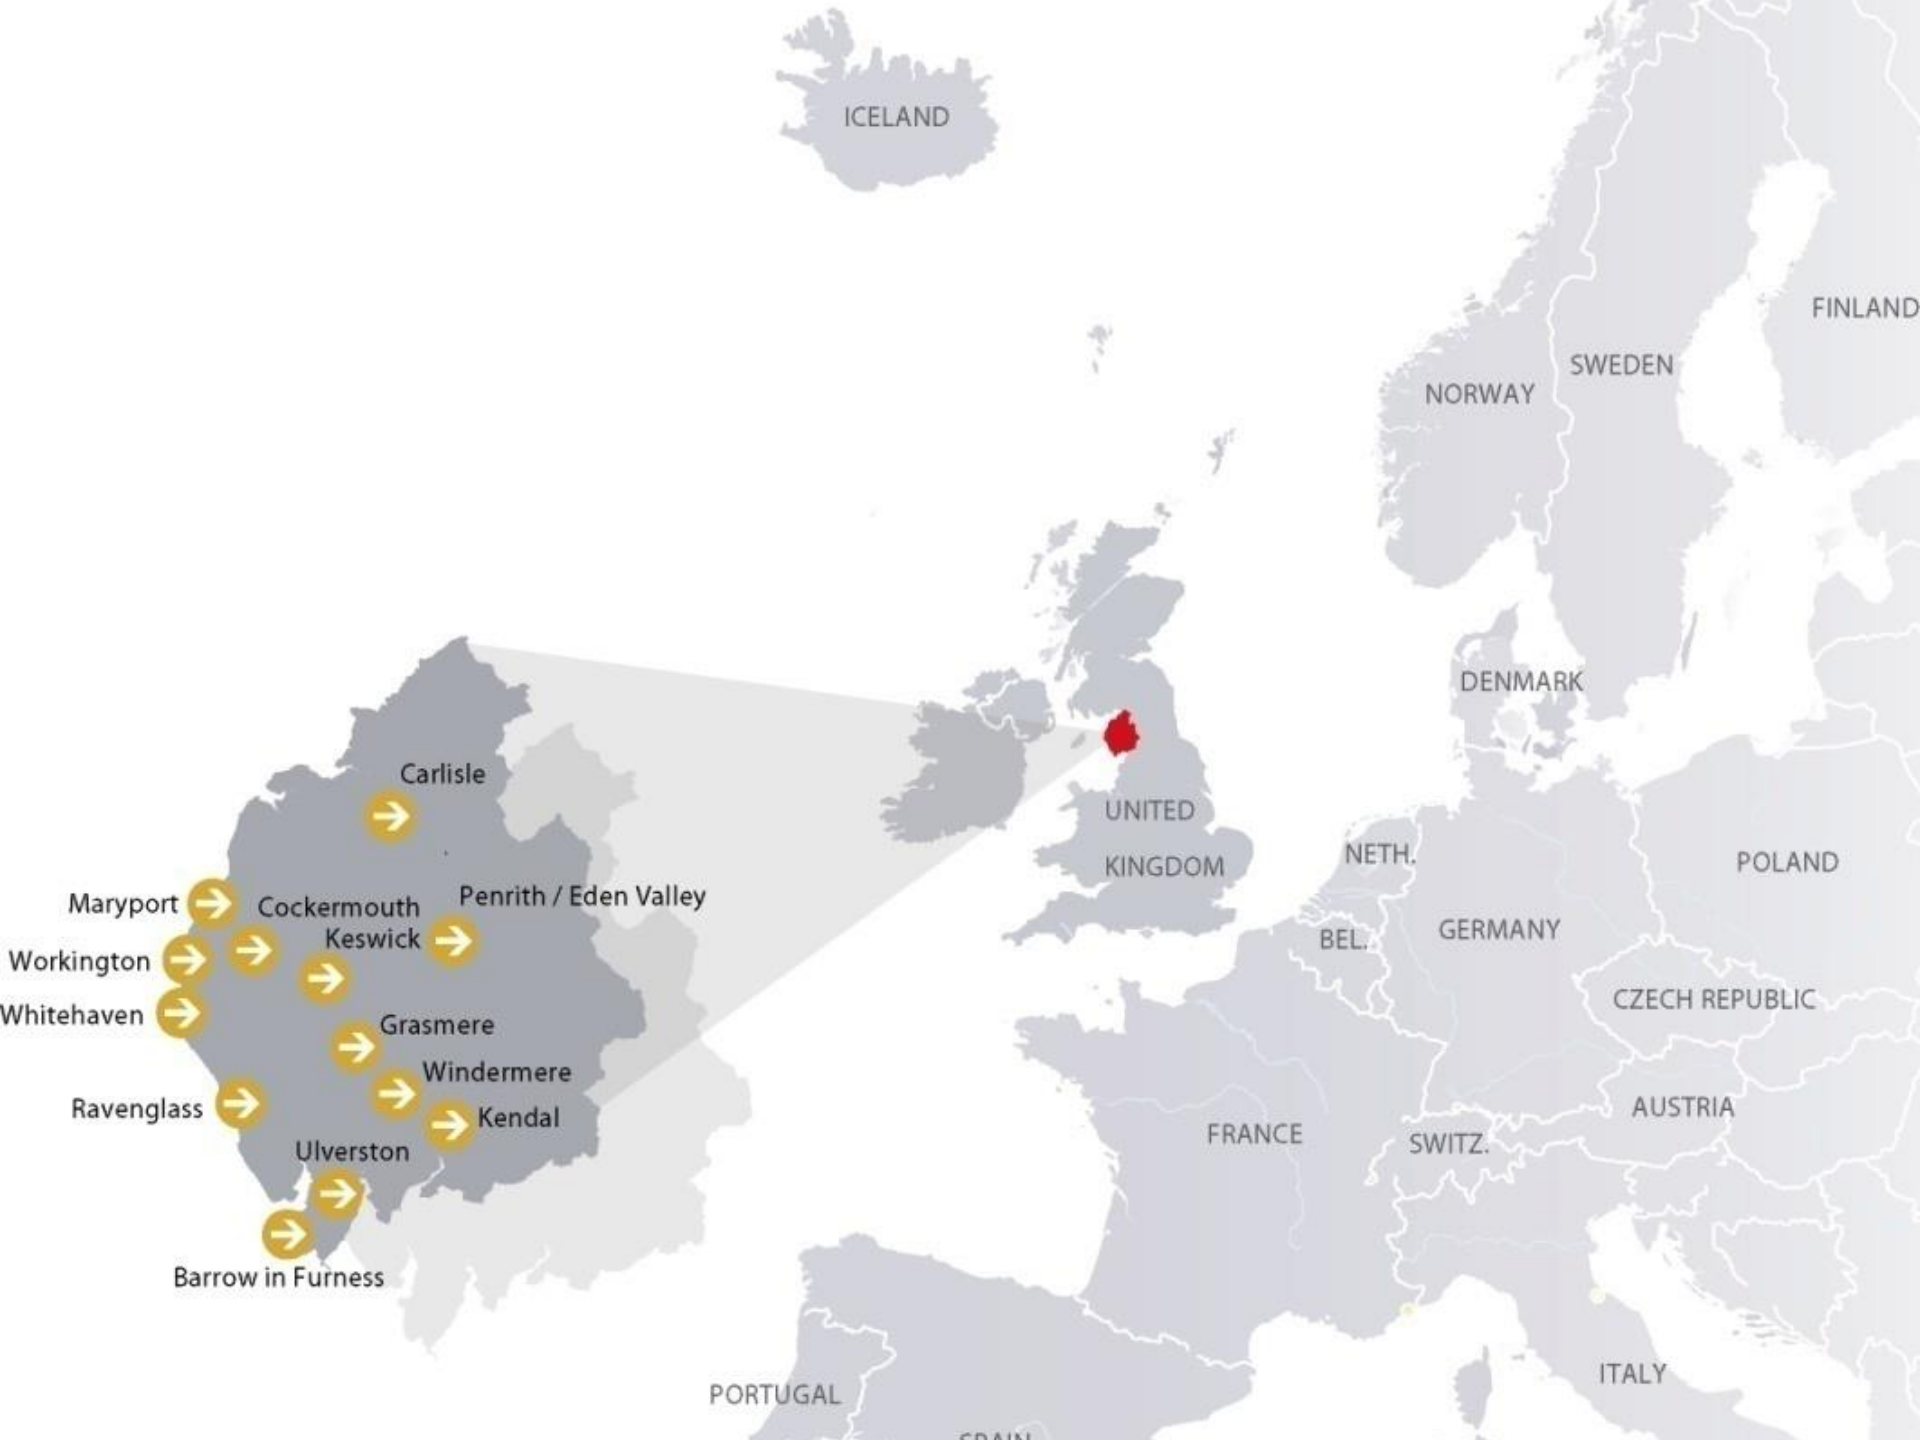 ICELAND
FINLAND
SWEDEN
NORWAY
DENMARK
Carlisle
UNITED
KINGDOM
NETH.
POLAND
Penrith / Eden Valley
Maryport
Cockermouth
Keswick
BEL.
GERMANY
Workington
CZECH REPUBLIC
Whitehaven
Grasmere
Windermere
Ravenglass
Kendal
AUSTRIA
FRANCE
SWITZ.
Ulverston
Barrow in Furness
ITALY
PORTUGAL
SPAIN